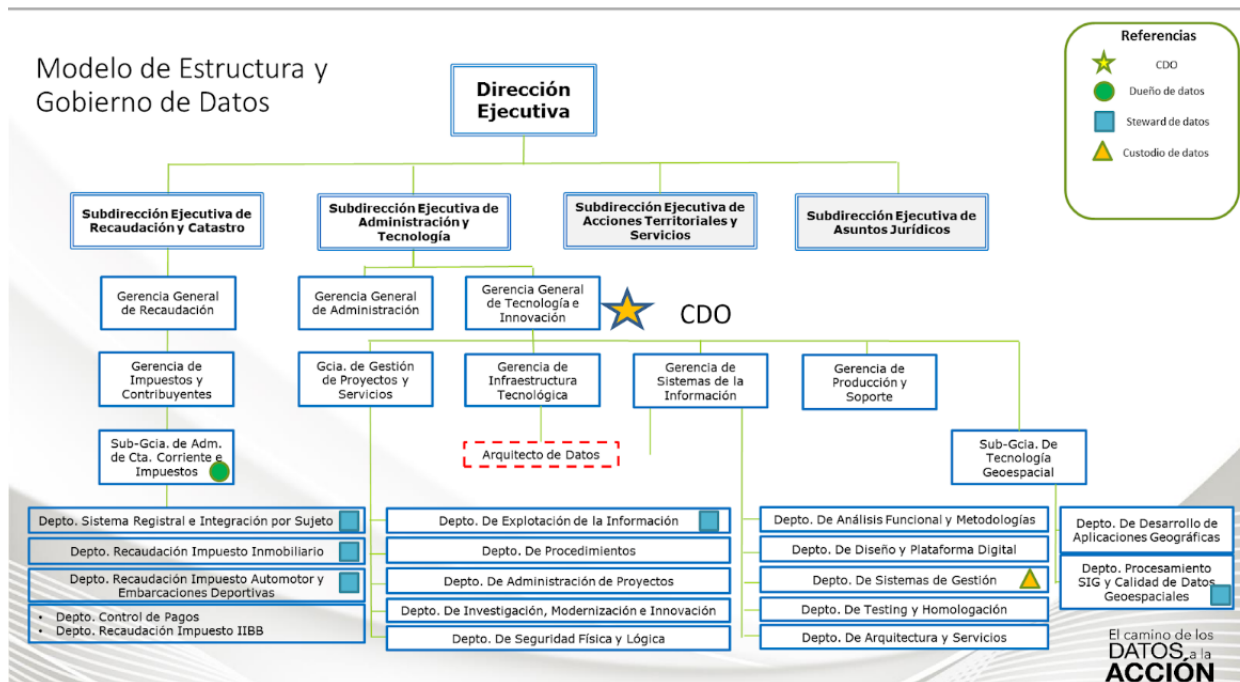 Modelo de Estructura y
Gobierno de Datos
Referencias
CDO
Dueño de datos
Steward de datos
Custodio de datos
Dirección
Ejecutiva
Subdirección Ejecutiva de
Recaudación y Catastro
Subdirección Ejecutiva de
Administración y
Tecnología
Subdirección Ejecutiva de
Acciones Territoriales y
Servicios
Subdirección Ejecutiva de
Asuntos Jurídicos
Gerencia General
de Recaudación
Gerencia General
de Administración
Gerencia General
de Tecnología e
Innovación
CDO
Gerencia de
Impuestos y
Contribuyentes
Gcia. de Gestión
de Proyectos y
Servicios
Gerencia de
Infraestructura
Tecnológica
Gerencia de
Sistemas de la
Información
Gerencia de
Producción y
Soporte
Sub-Gcia. de Adm.
de Cta. Corriente e
Impuestos
Arquitecto de Datos
Sub-Gcia. De
Tecnología
Geoespacial
Depto. Sistema Registral e Integración por Sujeto
Depto. Recaudación Impuesto Inmobiliario
Depto. Recaudación Impuesto Automotor y
Embarcaciones Deportivas
• Depto. Control de Pagos
• Depto. Recaudación Impuesto IIBB
Depto. De Explotación de la Información
Depto. De Procedimientos
Depto. De Administración de Proyectos
Depto. De Investigación, Modernización e Innovación
Depto. De Seguridad Física y Lógica
Depto. De Análisis Funcional y Metodologías
Depto. De Diseño y Plataforma Digital
Depto. De Sistemas de Gestión
Depto. De Testing y Homologación
Depto. De Arquitectura y Servicios
Depto. De Desarrollo de
Aplicaciones Geográficas
Depto. Procesamiento
SIG y Calidad de Datos
Geoespaciales
El camino de los
DATOS a la
ACCIÓN